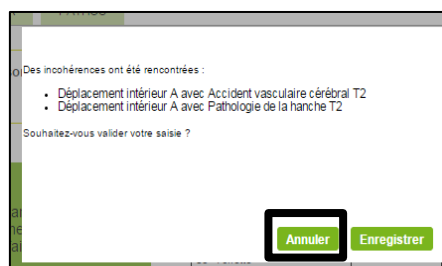 Des incohérences ont été rencontrées :
• Déplacement intérieur A avec Accident vasculaire cérébral T2
• Déplacement intérieur A avec Pathologie de la hanche T2
Souhaitez-vous valider votre saisie ?
Annuler Enregistrer